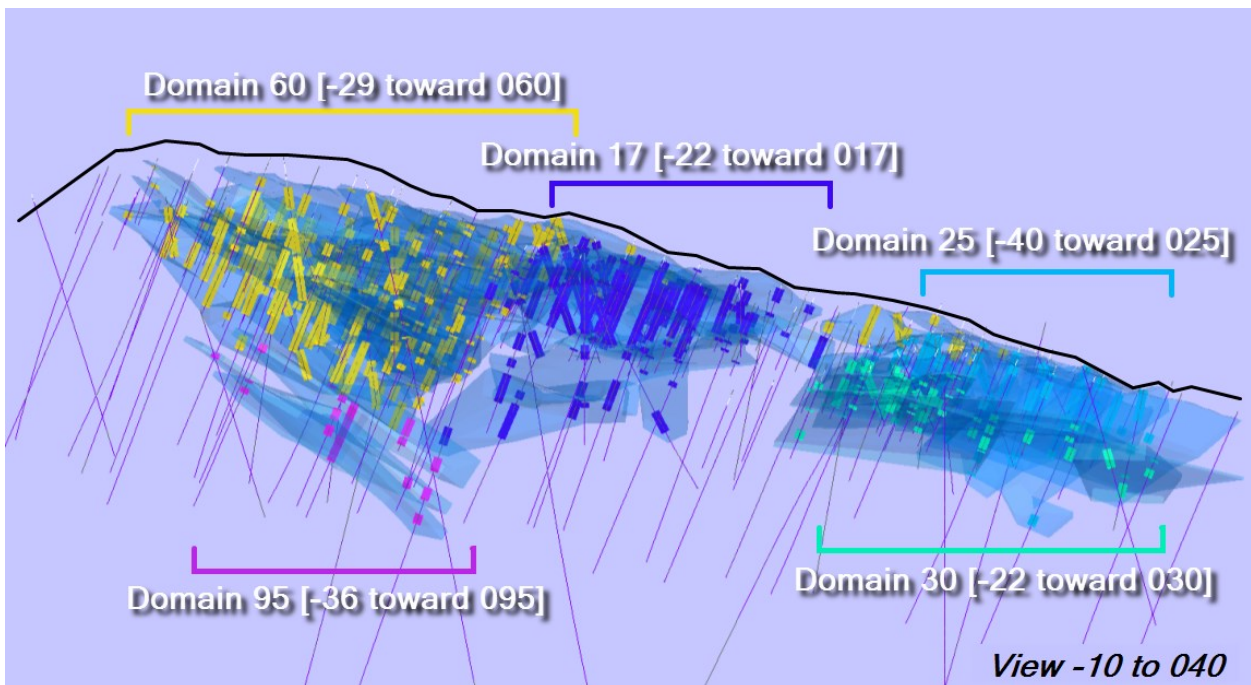 Domain 60 [-29 toward 060]
Domain 17 [-22 toward 017]
Domain 25 [-40 toward 025]
Domain 95 [-36 toward 095]
Domain 30 [-22 toward 030]
View -10 to 040